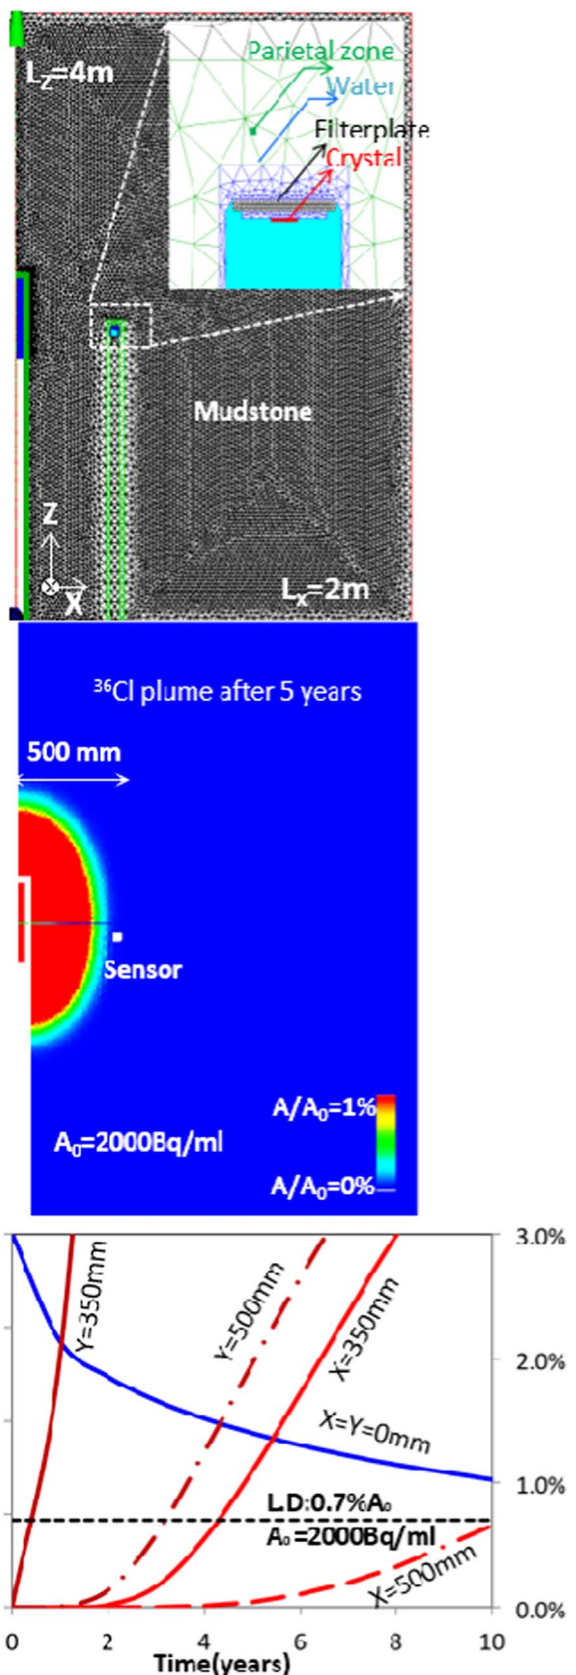 L_Z=4m
Parietal zone
Water
Filterplate
Crystal
Mudstone
Z
X
L_x=2m
³⁶Cl plume after 5 years
500 mm
Sensor
A/A₀=1%
A₀=2000Bq/ml
A/A₀=0%
3.0%
Y=350mm
Y=500mm
X=350mm
2.0%
X=Y=0mm
1.0%
LD:0.7%A₀
A₀=2000Bq/ml
X=500mm
0.0%
0 2 4 6 8 10
Time(years)